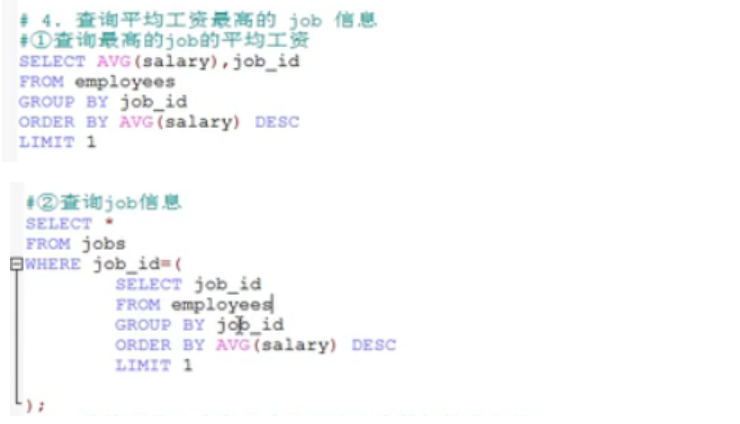 # 4. 查询平均工资最高的 job 信息
#①查询最高的job的平均工资
SELECT AVG(salary),job_id
FROM employees
GROUP BY job_id
ORDER BY AVG(salary) DESC
LIMIT 1
#②查询job信息
SELECT *
FROM jobs
WHERE job_id=(
SELECT job_id
FROM employees
GROUP BY job_id
ORDER BY AVG(salary) DESC
LIMIT 1
);